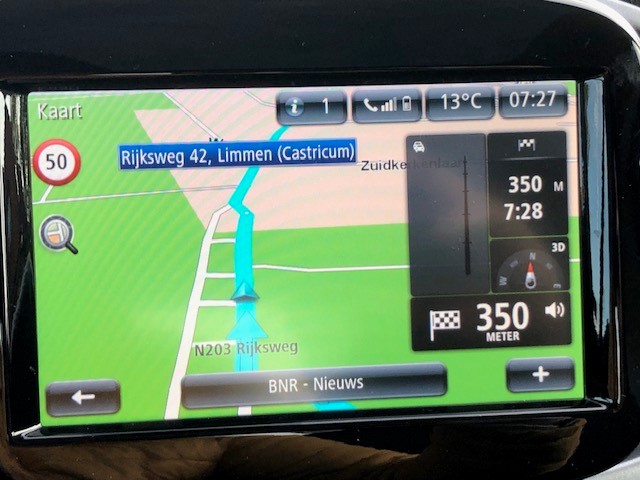 Kaart
1
13°C
07:27
50
Rijksweg 42, Limmen (Castricum)
Zuidkerkenlaan
350 M
7:28
3D
W N
350
METER
N203 Rijksweg
BNR - Nieuws
+